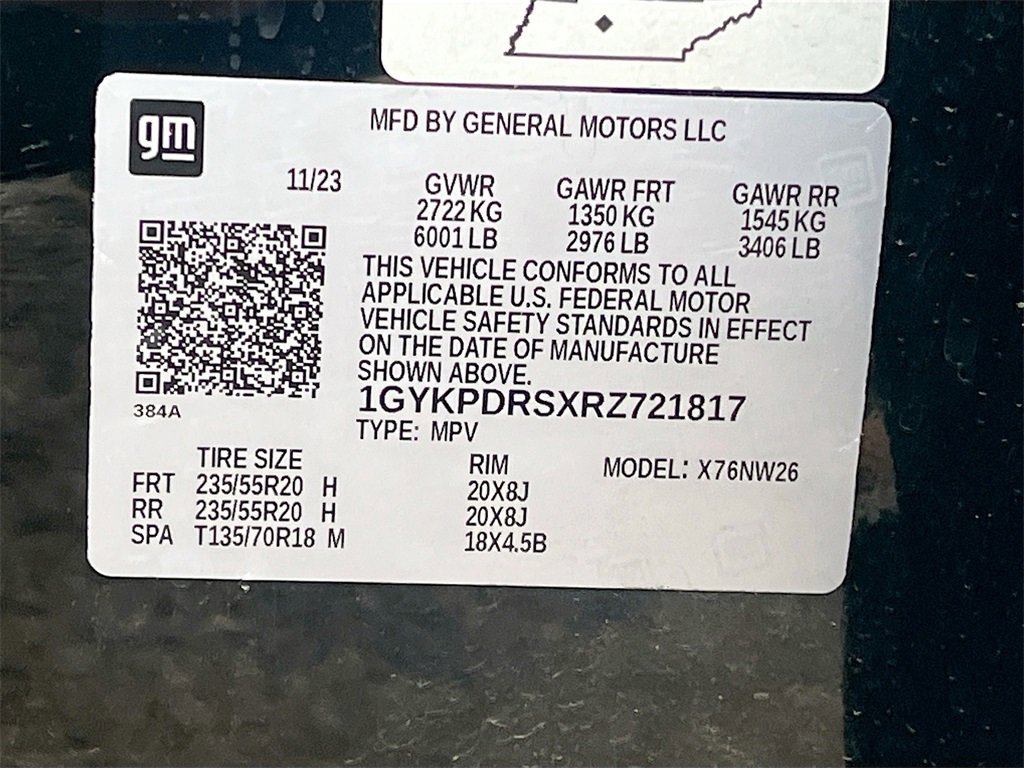 gm
MFD BY GENERAL MOTORS LLC
11/23 GVWR GAWR FRT GAWR RR
2722 KG 1350 KG 1545 KG
6001 LB 2976 LB 3406 LB
THIS VEHICLE CONFORMS TO ALL
APPLICABLE U.S. FEDERAL MOTOR
VEHICLE SAFETY STANDARDS IN EFFECT
ON THE DATE OF MANUFACTURE
SHOWN ABOVE.
384A
1GYKPDRSXRZ721817
TYPE: MPV
TIRE SIZE RIM MODEL: X76NW26
FRT 235/55R20 H 20X8J
RR 235/55R20 H 20X8J
SPA T135/70R18 M 18X4.5B